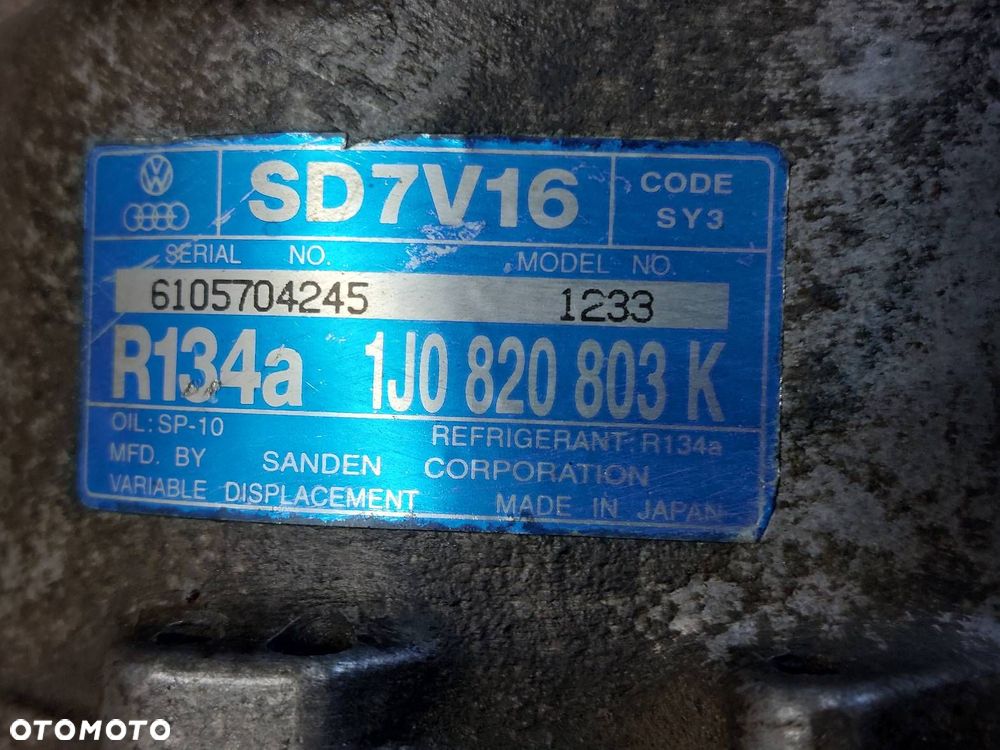 SD7V16
CODE
SY3
SERIAL NO.
MODEL NO.
6105704245
1233
R134a
1J0 820 803 K
OIL: SP-10
REFRIGERANT: R134a
MFD. BY SANDEN CORPORATION
VARIABLE DISPLACEMENT
MADE IN JAPAN
OTOMOTO